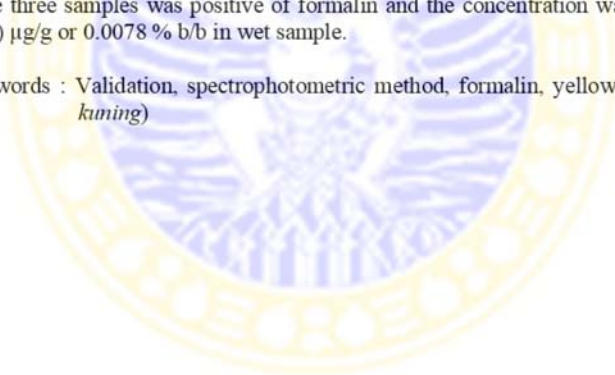 three samples was positive of formalin and the concentration
) µg/g or 0.0078 % b/b in wet sample.
words : Validation, spectrophotometric method, formalin, yellow
kuning)